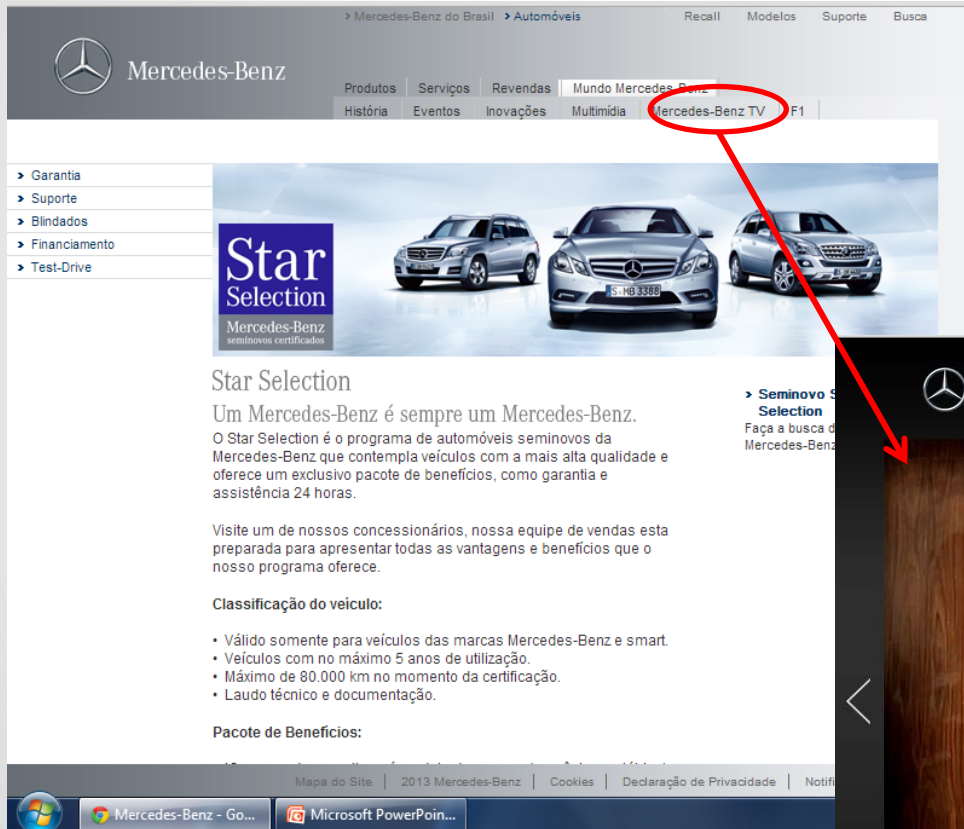 > Mercedes-Benz do Brasil > Automóveis Recall Modelos Suporte Busca
Mercedes-Benz
Produtos Serviços Revendas Mundo Mercedes-Benz
História Eventos Inovações Multimídia Mercedes-Benz TV F1
> Garantia
> Suporte
> Blindados
> Financiamento
> Test-Drive
Star
Selection
Mercedes-Benz
seminovos certificados
S·MB 3388
Star Selection
Um Mercedes-Benz é sempre um Mercedes-Benz.
O Star Selection é o programa de automóveis seminovos da
Mercedes-Benz que contempla veículos com a mais alta qualidade e
oferece um exclusivo pacote de benefícios, como garantia e
assistência 24 horas.
Visite um de nossos concessionários, nossa equipe de vendas esta
preparada para apresentar todas as vantagens e benefícios que o
nosso programa oferece.
Classificação do veículo:
• Válido somente para veículos das marcas Mercedes-Benz e smart.
• Veículos com no máximo 5 anos de utilização.
• Máximo de 80.000 km no momento da certificação.
• Laudo técnico e documentação.
Pacote de Benefícios:
> Seminovo S
Selection
Faça a busca d
Mercedes-Benz
Mapa do Site | 2013 Mercedes-Benz | Cookies | Declaração de Privacidade | Notifi
Mercedes-Benz - Go... Microsoft PowerPoin...